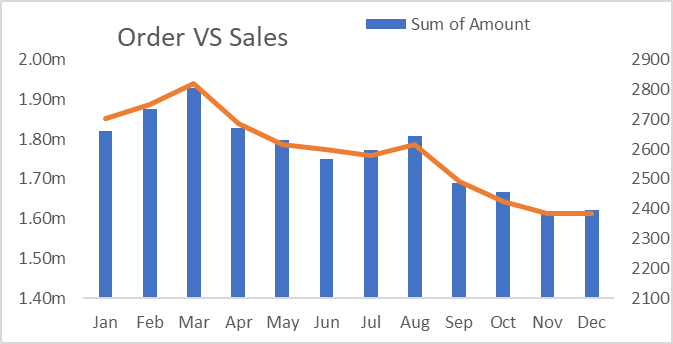 Order VS Sales
Sum of Amount
2.00m
1.90m
1.80m
1.70m
1.60m
1.50m
1.40m
2900
2800
2700
2600
2500
2400
2300
2200
2100
Jan Feb Mar Apr May Jun Jul Aug Sep Oct Nov Dec